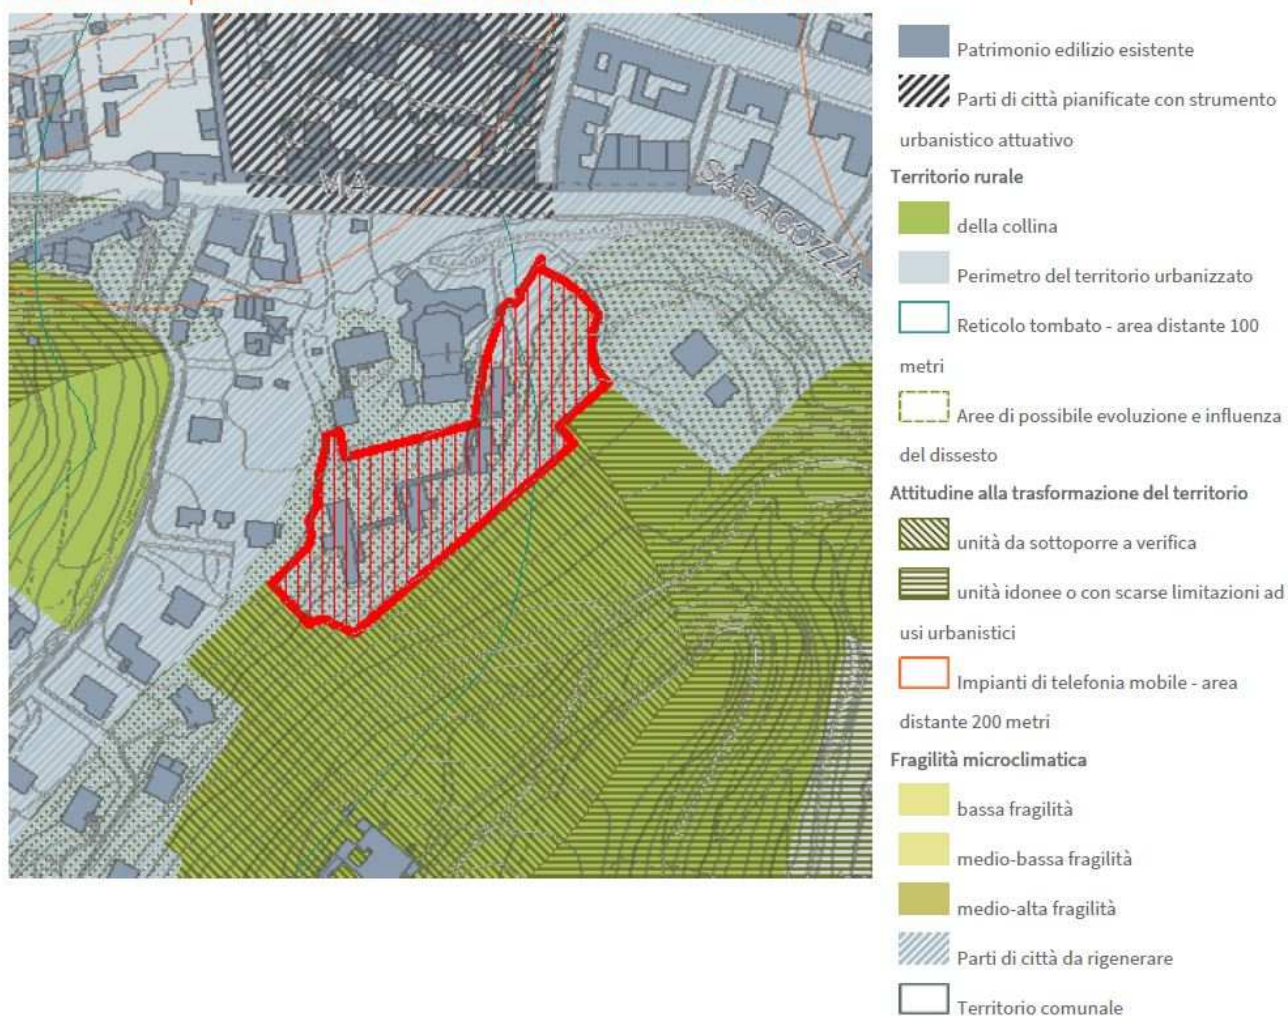 VIA
SARAGOZZA
Patrimonio edilizio esistente
Parti di città pianificate con strumento
urbanistico attuativo
Territorio rurale
della collina
Perimetro del territorio urbanizzato
Reticolo tombato - area distante 100
metri
Aree di possibile evoluzione e influenza
del dissesto
Attitudine alla trasformazione del territorio
unità da sottoporre a verifica
unità idonee o con scarse limitazioni ad
usi urbanistici
Impianti di telefonia mobile - area
distante 200 metri
Fragilità microclimatica
bassa fragilità
medio-bassa fragilità
medio-alta fragilità
Parti di città da rigenerare
Territorio comunale